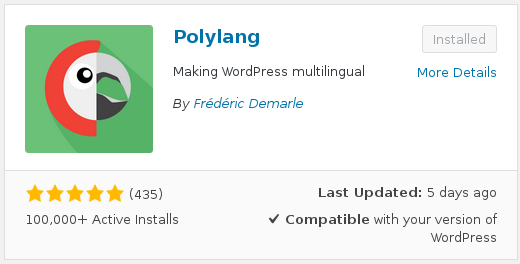 Polylang
Installed
Making WordPress multilingual
More Details
By Frédéric Demarle
(435)
Last Updated: 5 days ago
100,000+ Active Installs
Compatible with your version of
WordPress